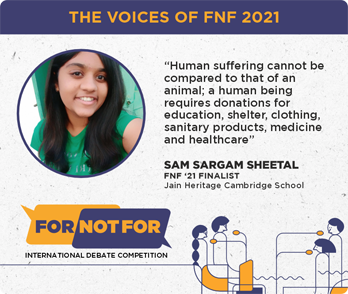 THE VOICES OF FNF 2021
“Human suffering cannot be
compared to that of an
animal; a human being
requires donations for
education, shelter, clothing,
sanitary products, medicine
and healthcare”
SAM SARGAM SHEETAL
FNF ‘21 FINALIST
Jain Heritage Cambridge School
FOR NOT FOR
INTERNATIONAL DEBATE COMPETITION